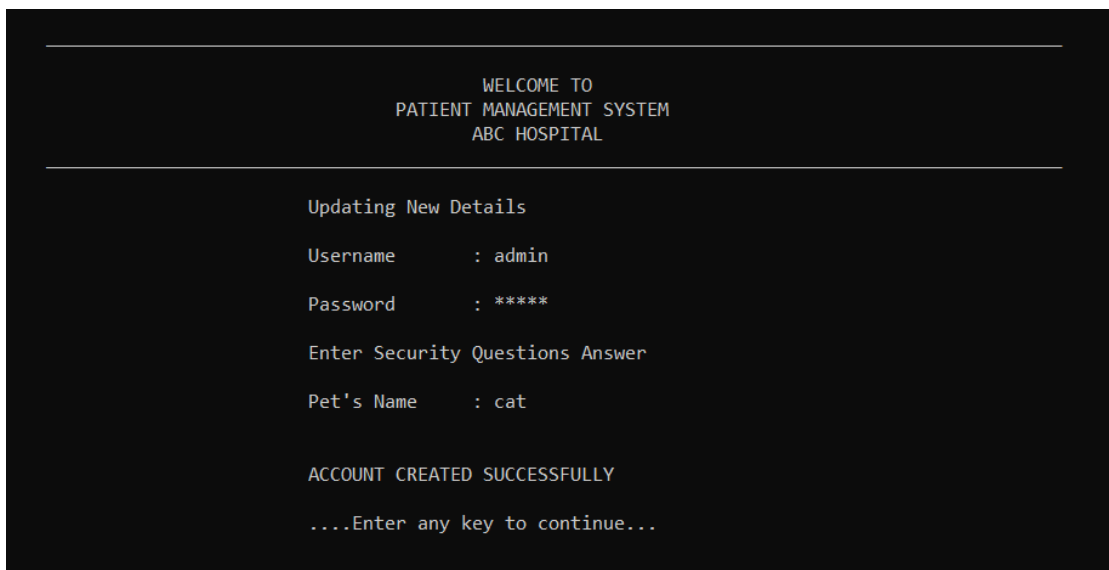 WELCOME TO
PATIENT MANAGEMENT SYSTEM
ABC HOSPITAL
Updating New Details
Username : admin
Password : *****
Enter Security Questions Answer
Pet's Name : cat
ACCOUNT CREATED SUCCESSFULLY
....Enter any key to continue...